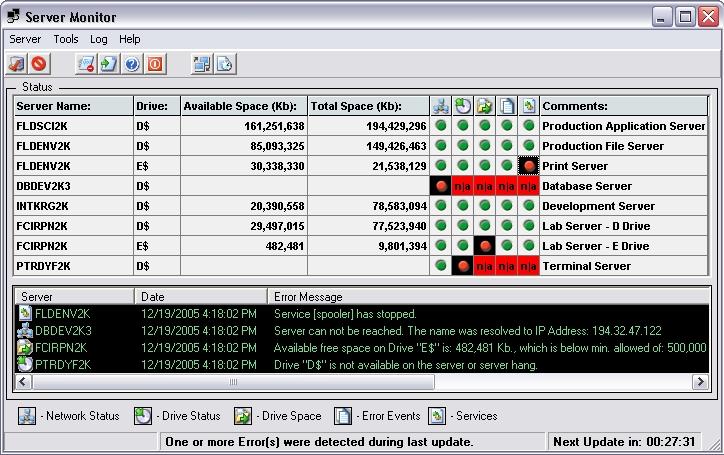 Server Monitor
Server Tools Log Help
Status
Server Name: Drive: Available Space (Kb): Total Space (Kb): Comments:
FLDSCI2K D$ 161,251,638 194,429,296 Production Application Server
FLDENV2K D$ 85,093,325 149,426,463 Production File Server
FLDENV2K E$ 30,338,330 21,538,129 Print Server
DBDEV2K3 D$ n\a n\a n\a n\a Database Server
INTKRG2K D$ 20,390,558 78,583,094 Development Server
FCIRPN2K D$ 29,497,015 77,523,940 Lab Server - D Drive
FCIRPN2K E$ 482,481 9,801,394 Lab Server - E Drive
PTRDYF2K D$ n\a n\a n\a Terminal Server
Server Date Error Message
FLDENV2K 12/19/2005 4:18:02 PM Service [spooler] has stopped.
DBDEV2K3 12/19/2005 4:18:02 PM Server can not be reached. The name was resolved to IP Address: 194.32.47.122
FCIRPN2K 12/19/2005 4:18:02 PM Available free space on Drive "E$" is: 482,481 Kb., which is below min. allowed of: 500,000
PTRDYF2K 12/19/2005 4:18:02 PM Drive "D$" is not available on the server or server hang.
- Network Status - Drive Status - Drive Space - Error Events - Services
One or more Error(s) were detected during last update. Next Update in: 00:27:31